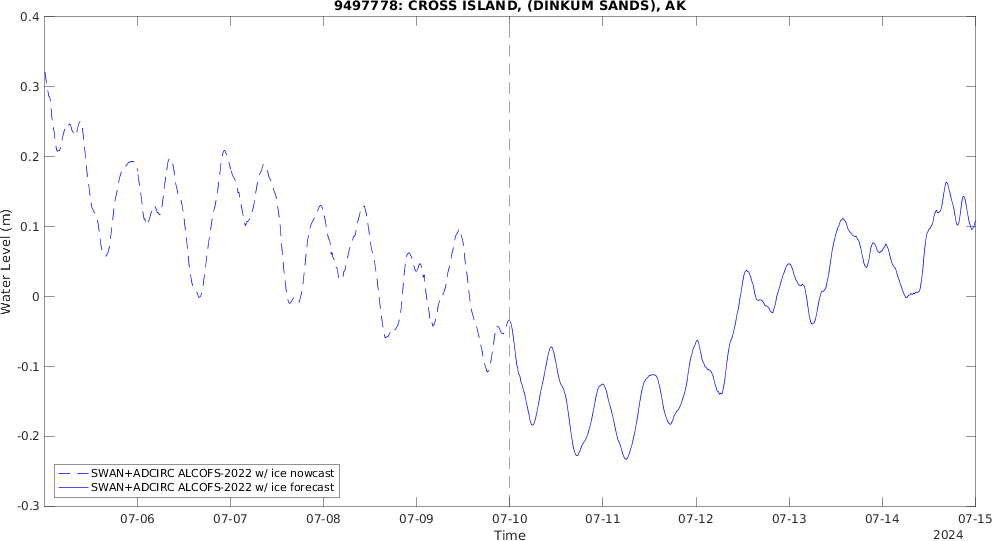 9497778: CROSS ISLAND, (DINKUM SANDS), AK
0.4
0.3
0.2
0.1
0
-0.1
-0.2
-0.3
Water Level (m)
SWAN+ADCIRC ALCOFS-2022 w/ ice nowcast
SWAN+ADCIRC ALCOFS-2022 w/ ice forecast
07-06 07-07 07-08 07-09 07-10 07-11 07-12 07-13 07-14 07-15
Time
2024